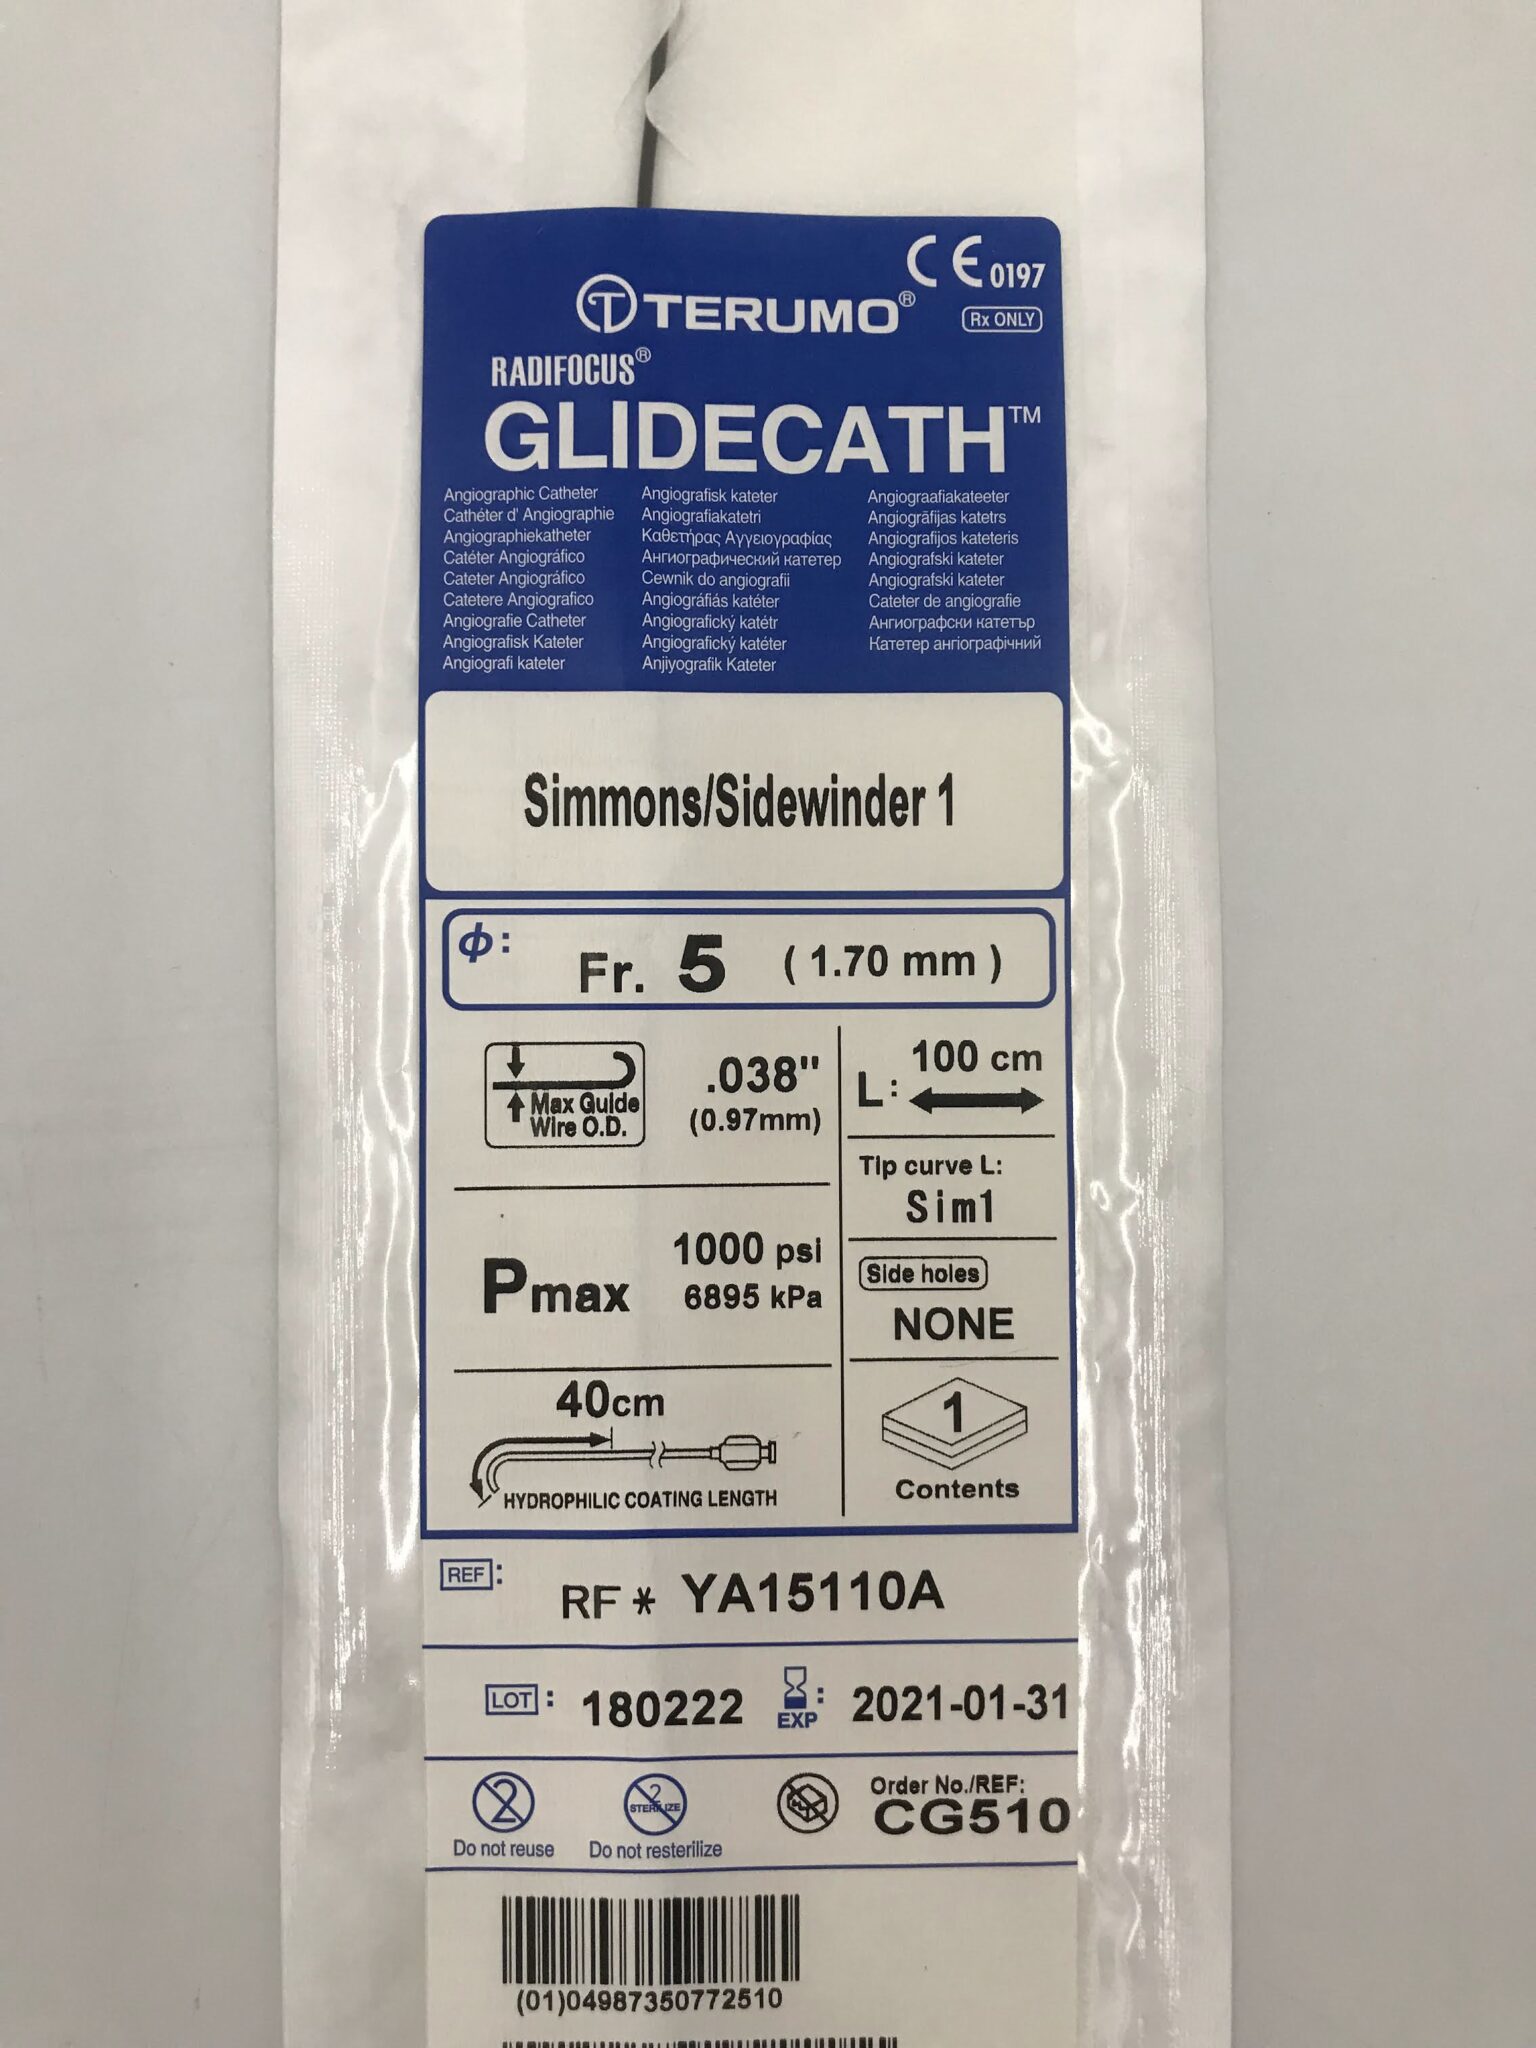 CE 0197
TERUMO®
Rx ONLY
RADIFOCUS®
GLIDECATH™
Angiographic Catheter
Cathéter d' Angiographie
Angiographiekatheter
Catéter Angiográfico
Cateter Angiográfico
Catetere Angiografico
Angiografie Catheter
Angiografisk Kateter
Angiografi kateter
Angiografisk kateter
Angiografiakatetri
Καθετήρας Αγγειογραφίας
Ангиографический катетер
Cewnik do angiografii
Angiográfiás katéter
Angiografický katétr
Angiografický katéter
Anjiyografik Kateter
Angiograafiakateeter
Angiogrāfijas katetrs
Angiografijos kateteris
Angiografski kateter
Angiografski kateter
Cateter de angiografie
Ангиографски катетър
Катетер ангіографічний
Simmons/Sidewinder 1
ϕ: Fr. 5 ( 1.70 mm )
Max Guide
Wire O.D.
.038"
(0.97mm)
L: 100 cm
Tip curve L:
Sim1
Pmax 1000 psi
6895 kPa
Side holes
NONE
40cm
HYDROPHILIC COATING LENGTH
1
Contents
REF: RF* YA15110A
LOT: 180222
EXP: 2021-01-31
2
Do not reuse
2
STERILIZE
Do not resterilize
Order No./REF:
CG510
(01)04987350772510